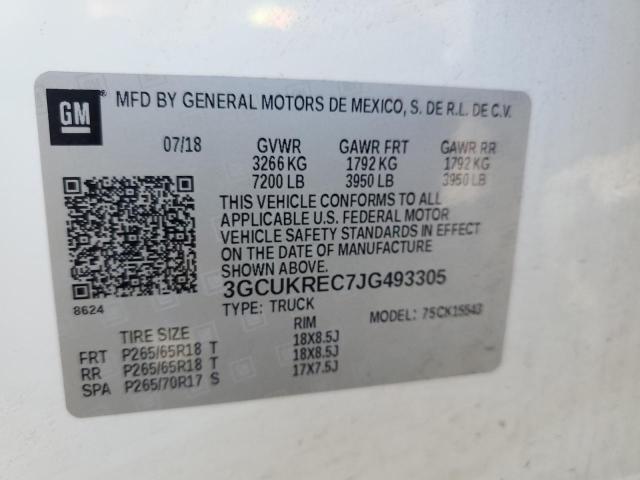 GM
® MFD BY GENERAL MOTORS DE MEXICO, S. DE R.L. DE C.V.
07/18 GVWR GAWR FRT GAWR RR
3266 KG 1792 KG 1792 KG
7200 LB 3950 LB 3950 LB
THIS VEHICLE CONFORMS TO ALL
APPLICABLE U.S. FEDERAL MOTOR
VEHICLE SAFETY STANDARDS IN EFFECT
ON THE DATE OF MANUFACTURE
SHOWN ABOVE.
3GCUKREC7JG493305
8624
TYPE: TRUCK MODEL: 75CK15543
TIRE SIZE RIM
FRT P265/65R18 T 18X8.5J
RR P265/65R18 T 18X8.5J
SPA P265/70R17 S 17X7.5J